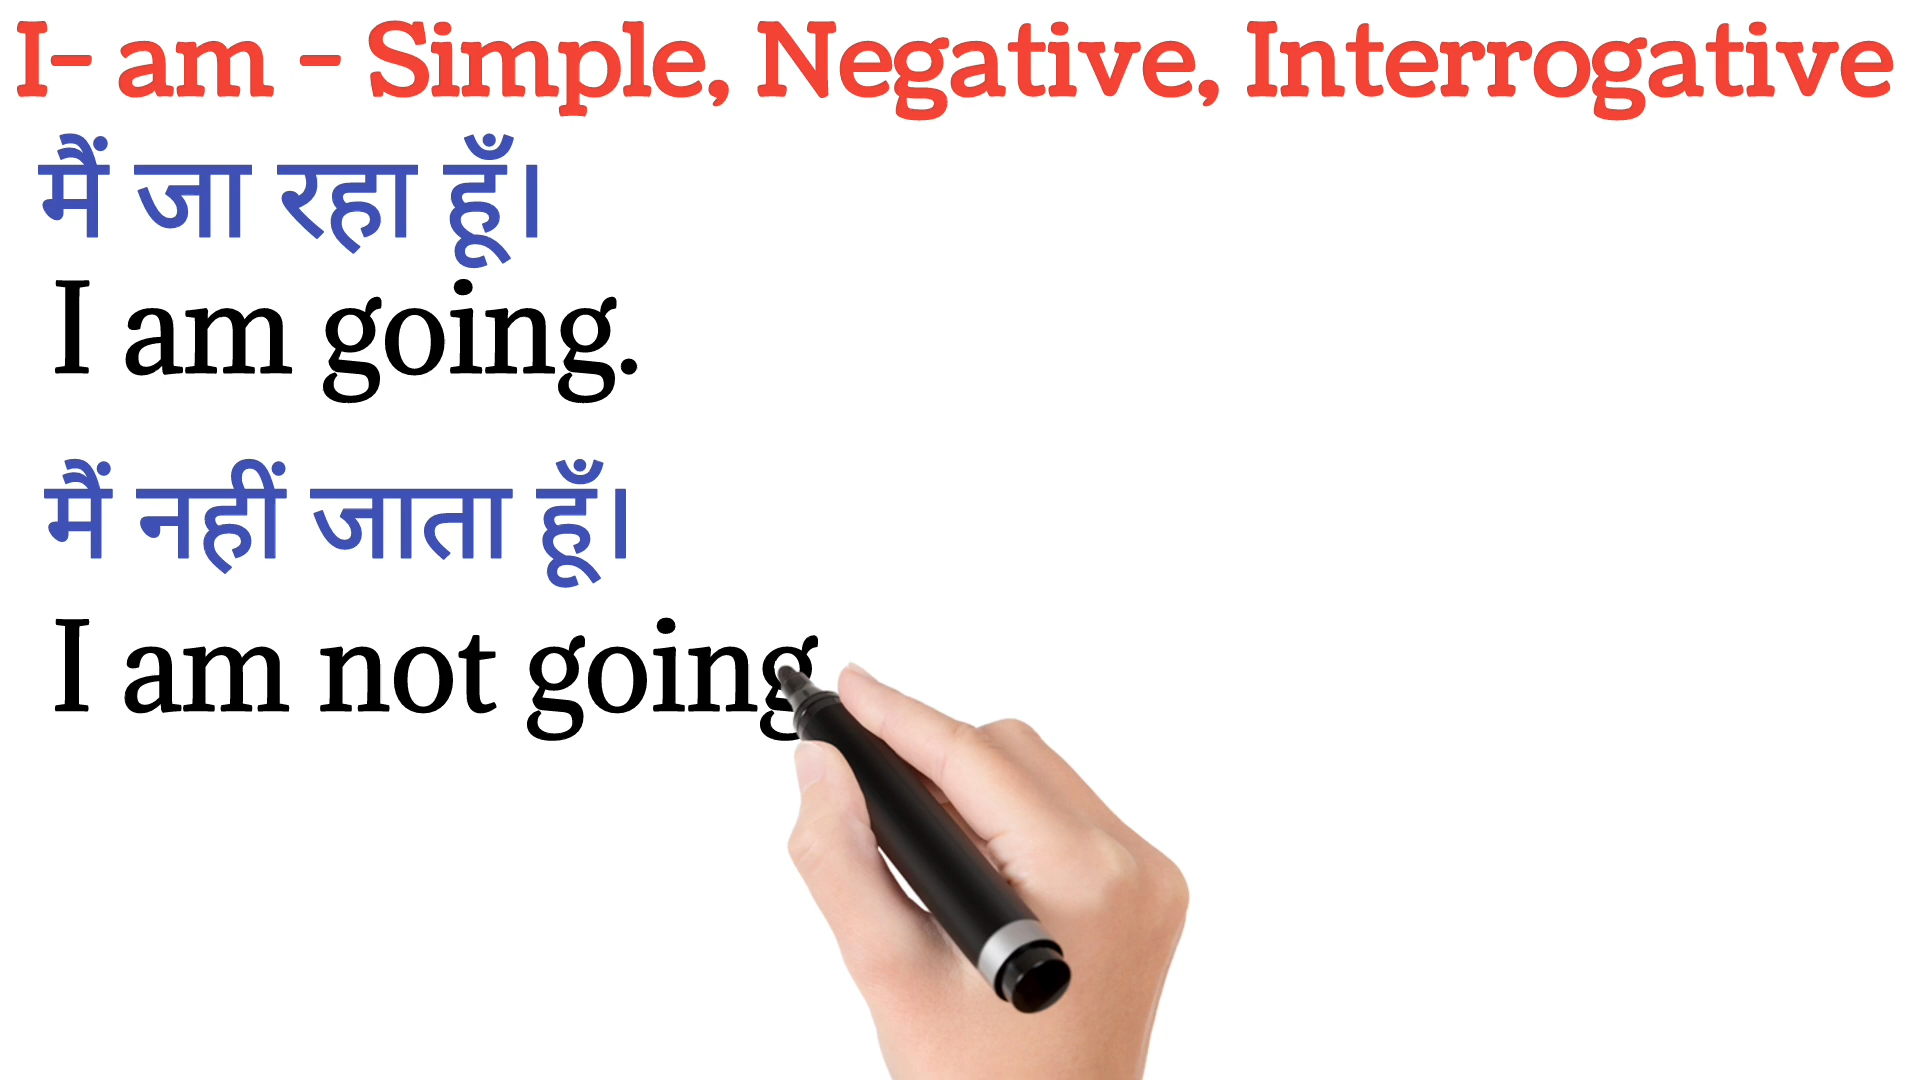 I- am - Simple, Negative, Interrogative
मैं जा रहा हूँ।
I am going.
मैं नहीं जाता हूँ।
I am not going